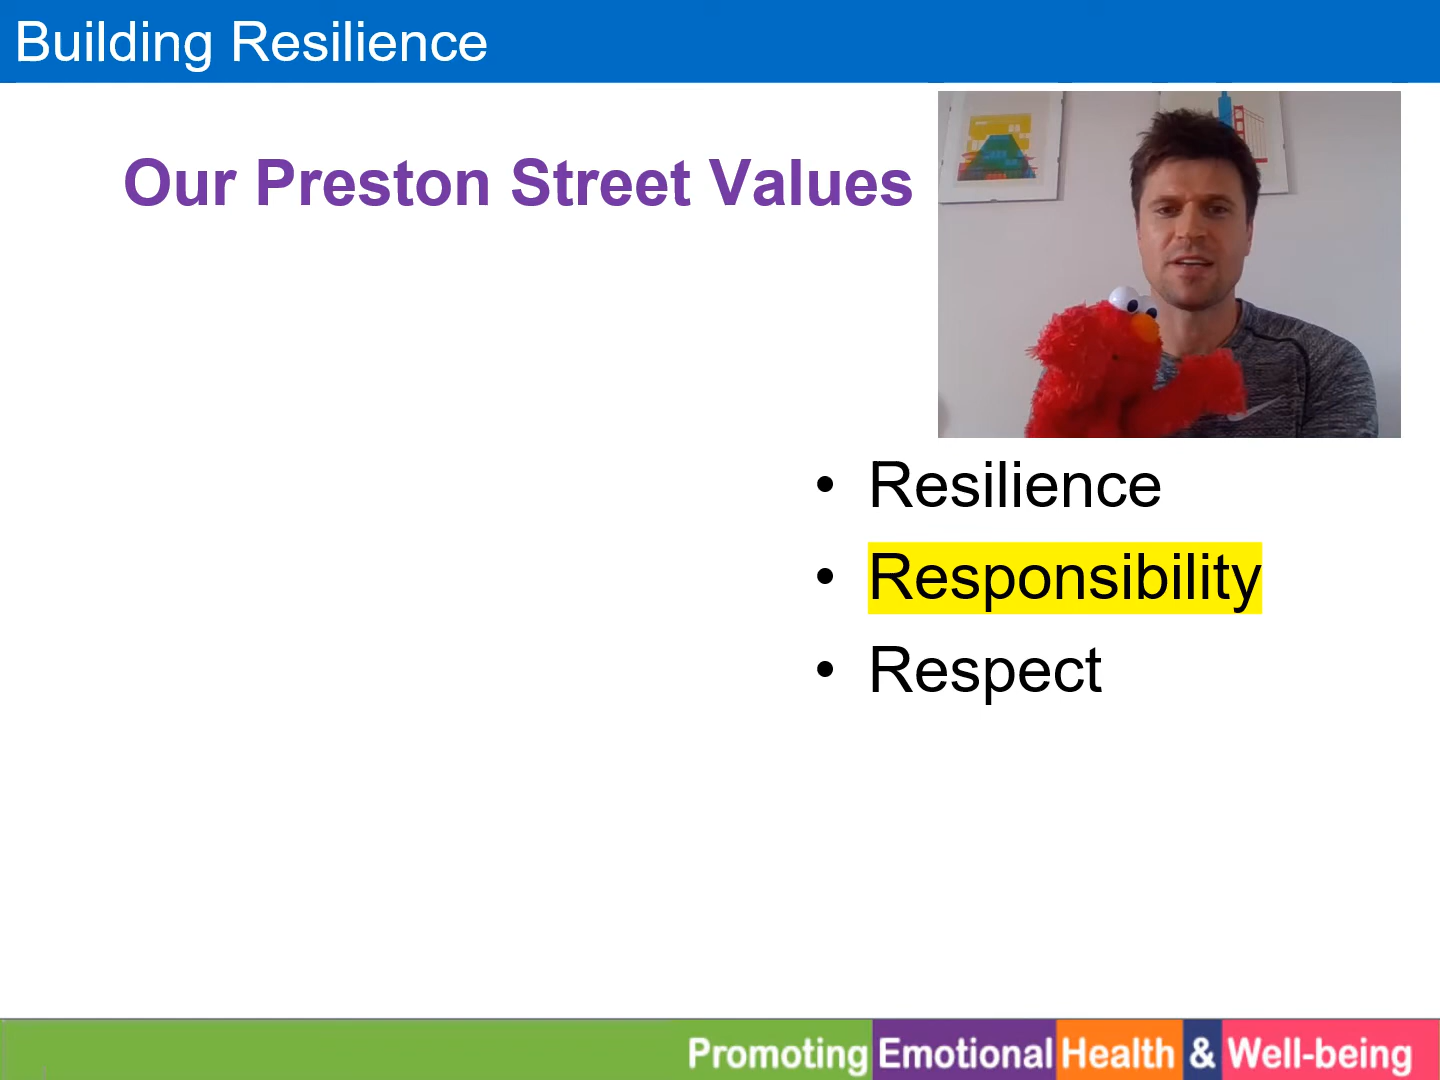 Building Resilience
Our Preston Street Values
• Resilience
• Responsibility
• Respect
Promoting Emotional Health & Well-being